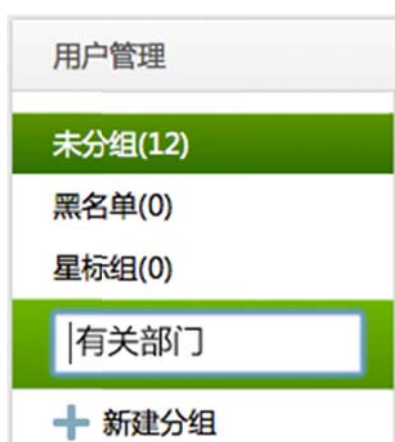 用户管理
未分组(12)
黑名单(0)
星标组(0)
有关部门
新建分组